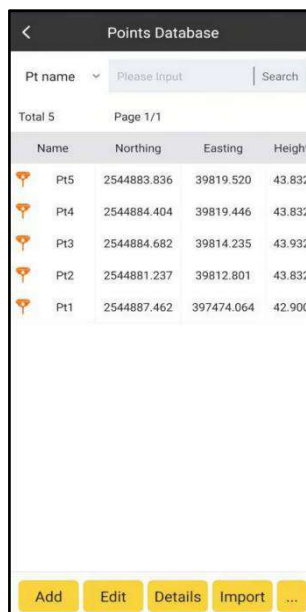 Points Database
Pt name Please Input Search
Total 5 Page 1/1
Name Northing Easting Height
Pt5 2544883.836 39819.520 43.832
Pt4 2544884.404 39819.446 43.832
Pt3 2544884.682 39814.235 43.932
Pt2 2544881.237 39812.801 43.832
Pt1 2544887.462 397474.064 42.900
Add Edit Details Import ...